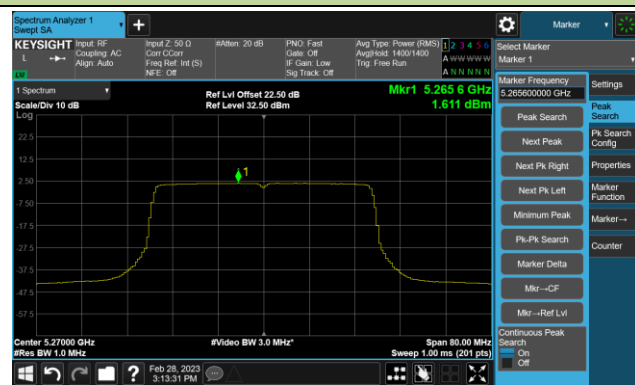 Spectrum Analyzer 1
Swept SA
Marker
KEYSIGHT
L
Input: RF
Coupling: AC
Align: Auto
Input Z: 50 Ω
Corr CCorr
Freq Ref: Int (S)
NFE: Off
#Atten: 20 dB
PNO: Fast
Gate: Off
IF Gain: Low
Sig Track: Off
Avg Type: Power (RMS)
Avg|Hold: 1400/1400
Trig: Free Run
1 2 3 4 5 6
A W W W W W
A N N N N N
Select Marker
Marker 1
1 Spectrum
Scale/Div 10 dB
Log
Ref Lvl Offset 22.50 dB
Ref Level 32.50 dBm
Mkr1 5.265 6 GHz
1.611 dBm
1
22.5
12.5
2.50
-7.50
-17.5
-27.5
-37.5
-47.5
-57.5
Center 5.27000 GHz
#Res BW 1.0 MHz
#Video BW 3.0 MHz*
Span 80.00 MHz
Sweep 1.00 ms (201 pts)
Marker Frequency
5.265600000 GHz
Peak Search
Next Peak
Next Pk Right
Next Pk Left
Minimum Peak
Pk-Pk Search
Marker Delta
Mkr→CF
Mkr→Ref Lvl
Continuous Peak
Search
On
Off
Settings
Peak
Search
Pk Search
Config
Properties
Marker
Function
Marker→
Counter
?
Feb 28, 2023
3:13:31 PM